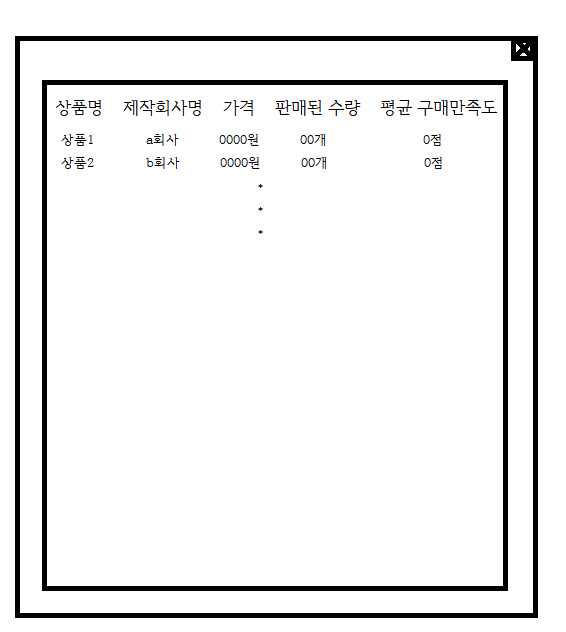 상품명 제작회사명 가격 판매된 수량 평균 구매만족도
상품1 a회사 0000원 00개 0점
상품2 b회사 0000원 00개 0점
*
*
*